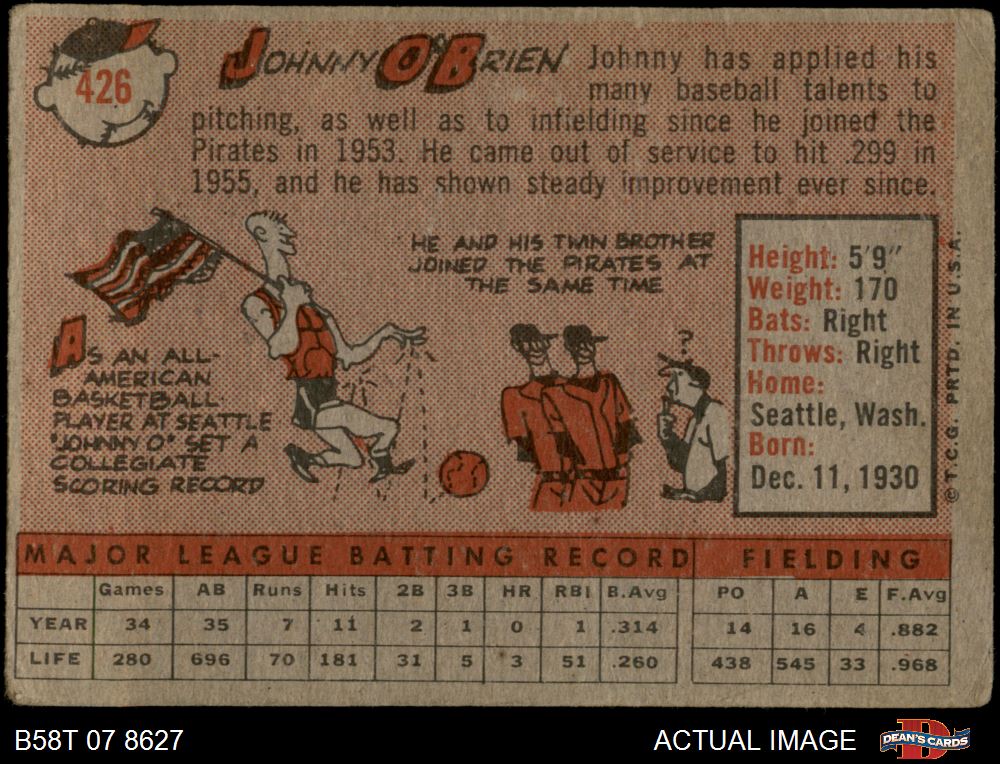 426
JOHNNY O'BRIEN
Johnny has applied his
many baseball talents to
pitching, as well as to infielding since he joined the
Pirates in 1953. He came out of service to hit .299 in
1955, and he has shown steady improvement ever since.
HE AND HIS TWIN BROTHER
JOINED THE PIRATES AT
THE SAME TIME
AS AN ALL-
AMERICAN
BASKETBALL
PLAYER AT SEATTLE
"JOHNNY O" SET A
COLLEGIATE
SCORING RECORD
?
Height: 5'9"
Weight: 170
Bats: Right
Throws: Right
Home:
Seattle, Wash.
Born:
Dec. 11, 1930
© T.C.G. PRTD. IN U.S.A.
MAJOR LEAGUE BATTING RECORD FIELDING
Games AB Runs Hits 2B 3B HR RBI B.Avg PO A E F.Avg
YEAR 34 35 7 11 2 1 0 1 .314 14 16 4 .882
LIFE 280 696 70 181 31 5 3 51 .260 438 545 33 .968
B58T 07 8627
ACTUAL IMAGE
D
DEAN'S CARDS